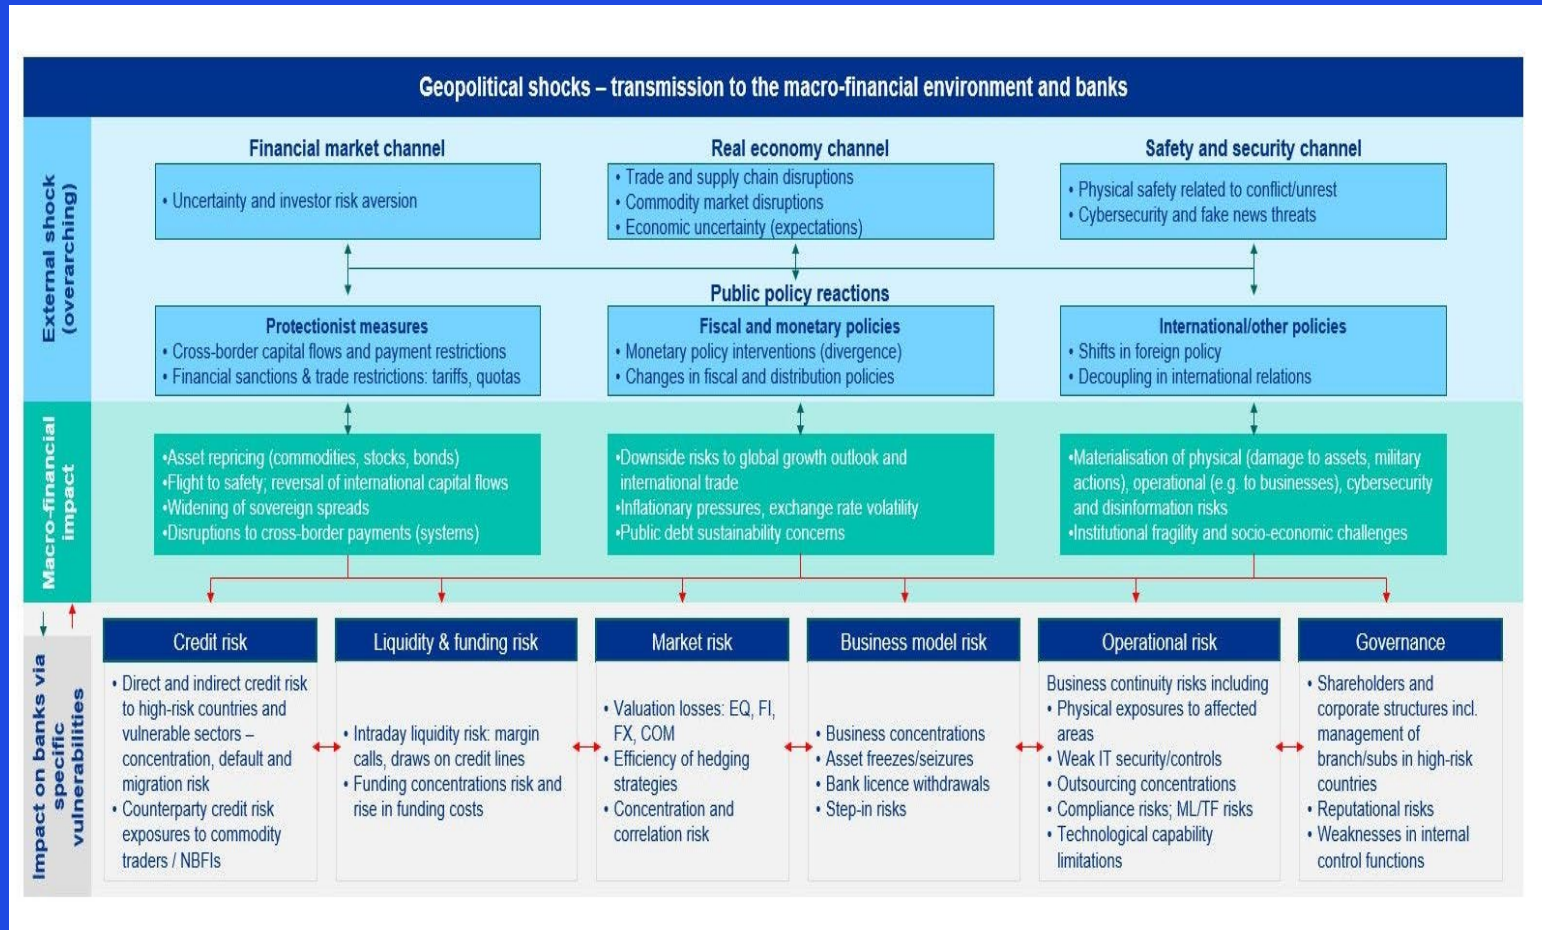 Geopolitical shocks – transmission to the macro-financial environment and banks
External shock
(overarching)
Financial market channel
• Uncertainty and investor risk aversion
Real economy channel
• Trade and supply chain disruptions
• Commodity market disruptions
• Economic uncertainty (expectations)
Safety and security channel
• Physical safety related to conflict/unrest
• Cybersecurity and fake news threats
Public policy reactions
Protectionist measures
• Cross-border capital flows and payment restrictions
• Financial sanctions & trade restrictions: tariffs, quotas
Fiscal and monetary policies
• Monetary policy interventions (divergence)
• Changes in fiscal and distribution policies
International/other policies
• Shifts in foreign policy
• Decoupling in international relations
Macro-financial
impact
•Asset repricing (commodities, stocks, bonds)
•Flight to safety; reversal of international capital flows
•Widening of sovereign spreads
•Disruptions to cross-border payments (systems)
•Downside risks to global growth outlook and
international trade
•Inflationary pressures, exchange rate volatility
•Public debt sustainability concerns
•Materialisation of physical (damage to assets, military
actions), operational (e.g. to businesses), cybersecurity
and disinformation risks
•Institutional fragility and socio-economic challenges
Impact on banks via
specific
vulnerabilities
Credit risk
• Direct and indirect credit risk
to high-risk countries and
vulnerable sectors –
concentration, default and
migration risk
• Counterparty credit risk
exposures to commodity
traders / NBFIs
Liquidity & funding risk
• Intraday liquidity risk: margin
calls, draws on credit lines
• Funding concentrations risk and
rise in funding costs
Market risk
• Valuation losses: EQ, FI,
FX, COM
• Efficiency of hedging
strategies
• Concentration and
correlation risk
Business model risk
• Business concentrations
• Asset freezes/seizures
• Bank licence withdrawals
• Step-in risks
Operational risk
Business continuity risks including
• Physical exposures to affected
areas
• Weak IT security/controls
• Outsourcing concentrations
• Compliance risks; ML/TF risks
• Technological capability
limitations
Governance
• Shareholders and
corporate structures incl.
management of
branch/subs in high-risk
countries
• Reputational risks
• Weaknesses in internal
control functions